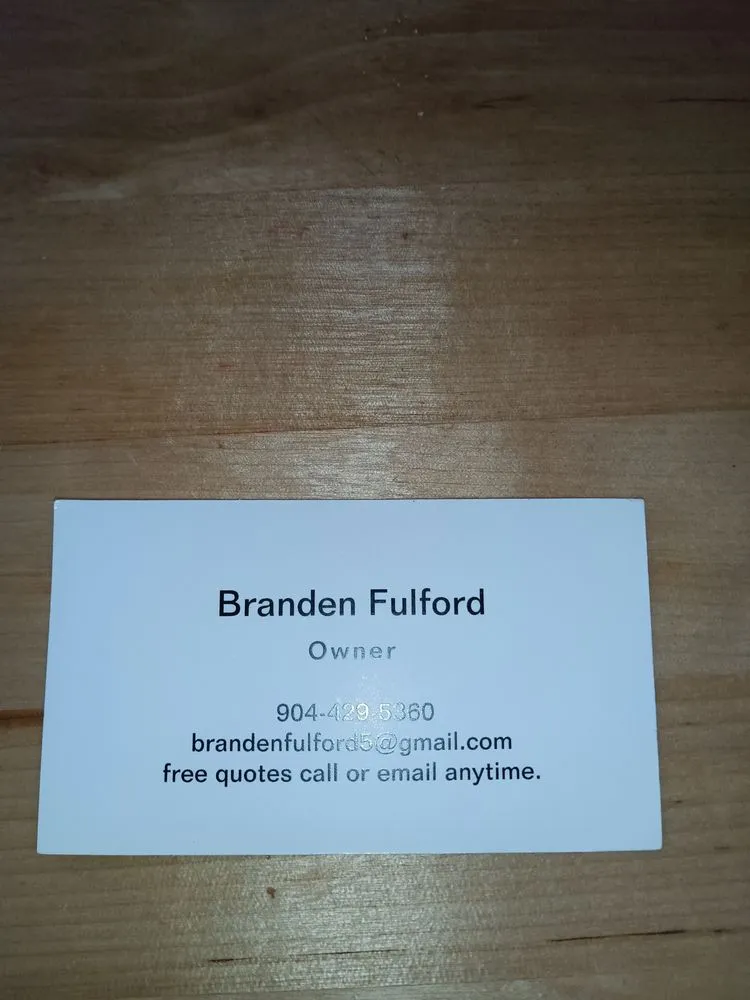 Branden Fulford
Owner
904-429-5360
brandenfulford5@gmail.com
free quotes call or email anytime.